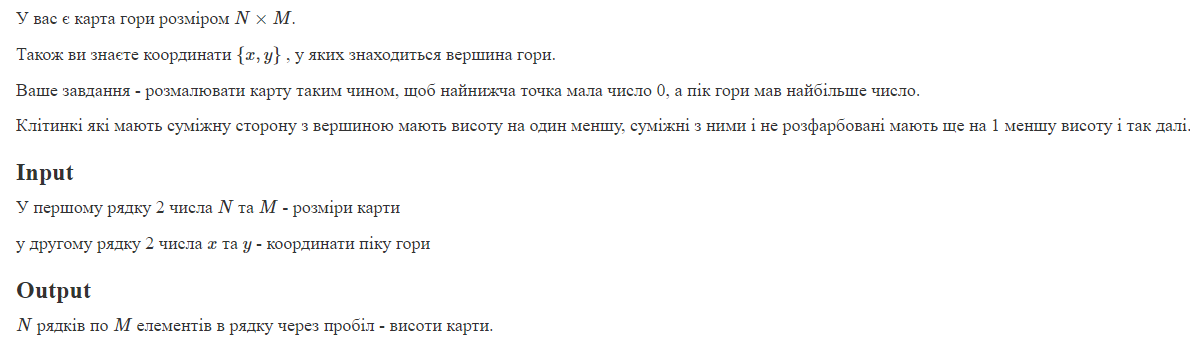 У вас є карта гори розміром N × M.
Також ви знаєте координати {x, y} , у яких знаходиться вершина гори.
Ваше завдання - розмалювати карту таким чином, щоб найнижча точка мала число 0, а пік гори мав найбільше число.
Клітинкі які мають суміжну сторону з вершиною мають висоту на один меншу, суміжні з ними і не розфарбовані мають ще на 1 меншу висоту і так далі.
Input
У першому рядку 2 числа N та M - розміри карти
у другому рядку 2 числа x та y - координати піку гори
Output
N рядків по M елементів в рядку через пробіл - висоти карти.